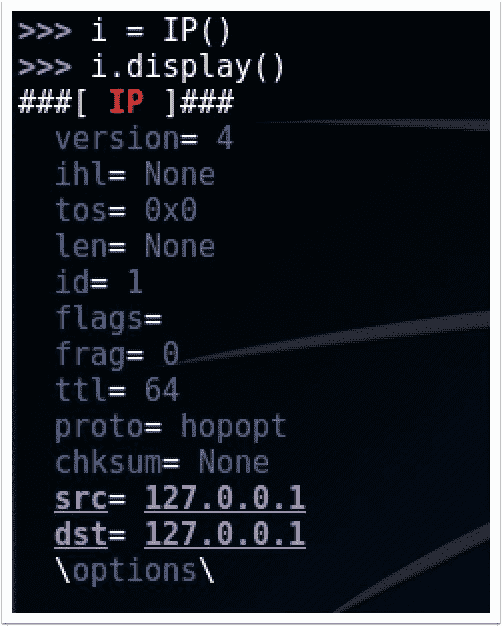 >>> i = IP()
>>> i.display()
###[ IP ]###
version= 4
ihl= None
tos= 0x0
len= None
id= 1
flags=
frag= 0
ttl= 64
proto= hopopt
chksum= None
src= 127.0.0.1
dst= 127.0.0.1
\options\